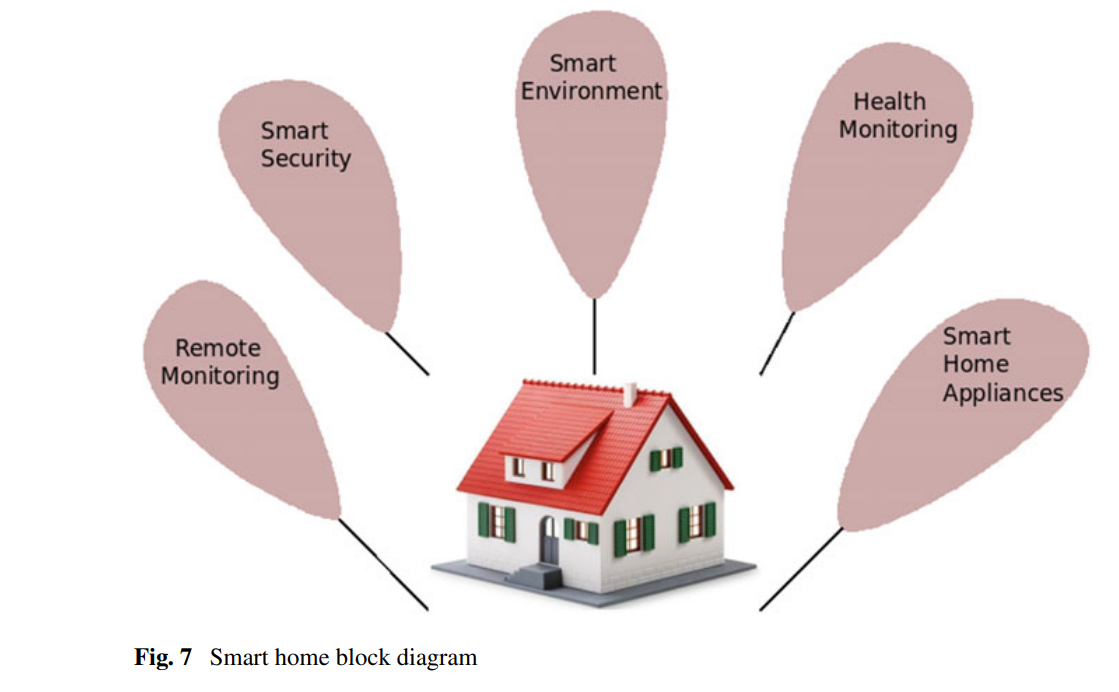 Smart
Environment
Health
Monitoring
Smart
Security
Remote
Monitoring
Smart
Home
Appliances
Fig. 7 Smart home block diagram